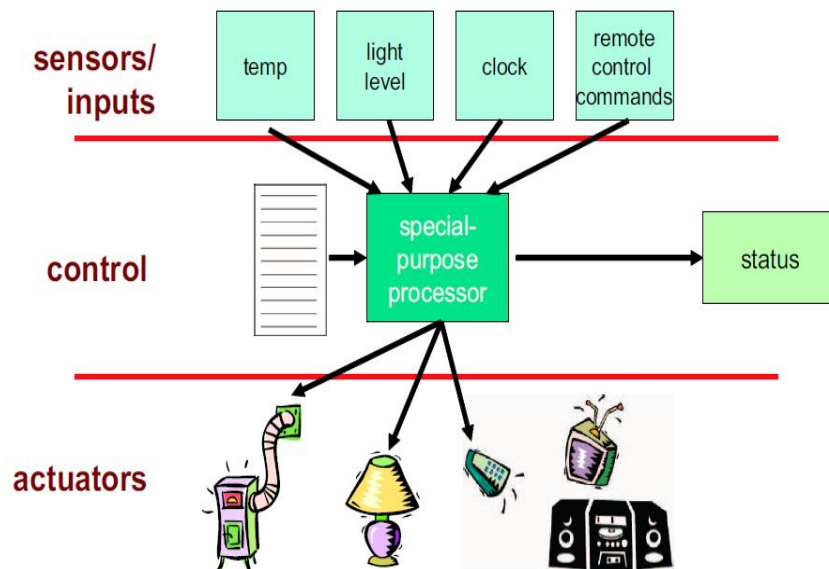 sensors/
inputs
temp
light
level
clock
remote
control
commands
control
special-
purpose
processor
status
actuators